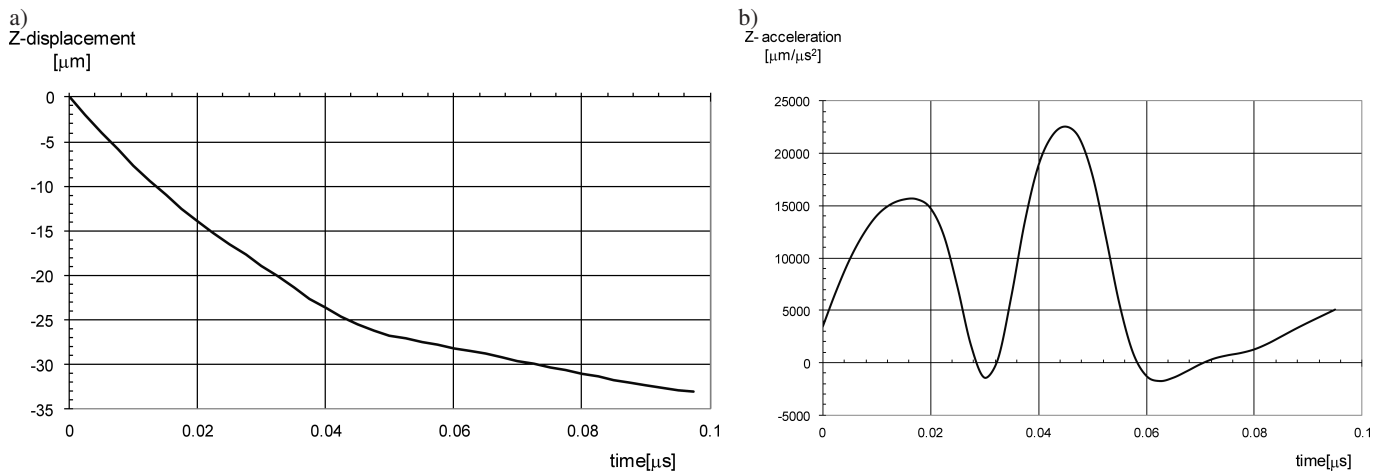 a)
Z-displacement
[μm]
0
-5
-10
-15
-20
-25
-30
-35
0 0.02 0.04 0.06 0.08 0.1
time[μs]
b)
Z- acceleration
[μm/μs²]
25000
20000
15000
10000
5000
0
-5000
0 0.02 0.04 0.06 0.08 0.1
time[μs]